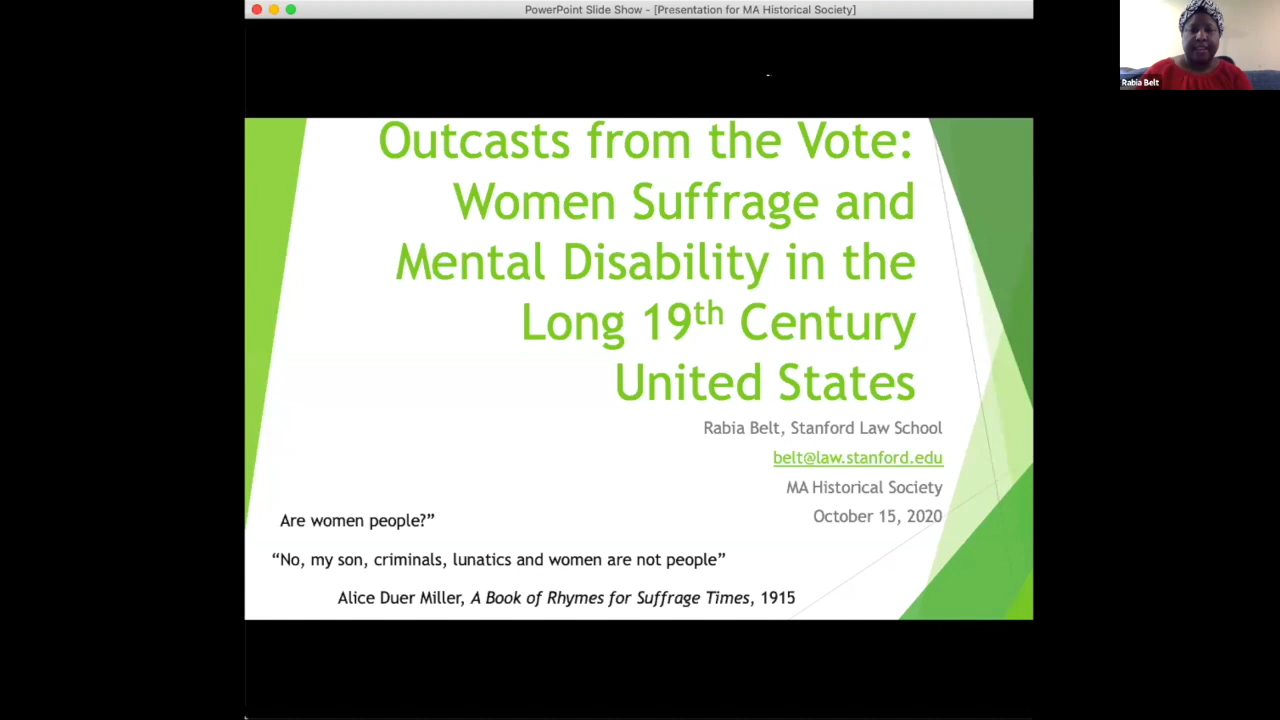 PowerPoint Slide Show - [Presentation for MA Historical Society]
Rabia Belt
Outcasts from the Vote:
Women Suffrage and
Mental Disability in the
Long 19th Century
United States
Rabia Belt, Stanford Law School
belt@law.stanford.edu
MA Historical Society
October 15, 2020
Are women people?”
“No, my son, criminals, lunatics and women are not people”
Alice Duer Miller, A Book of Rhymes for Suffrage Times, 1915